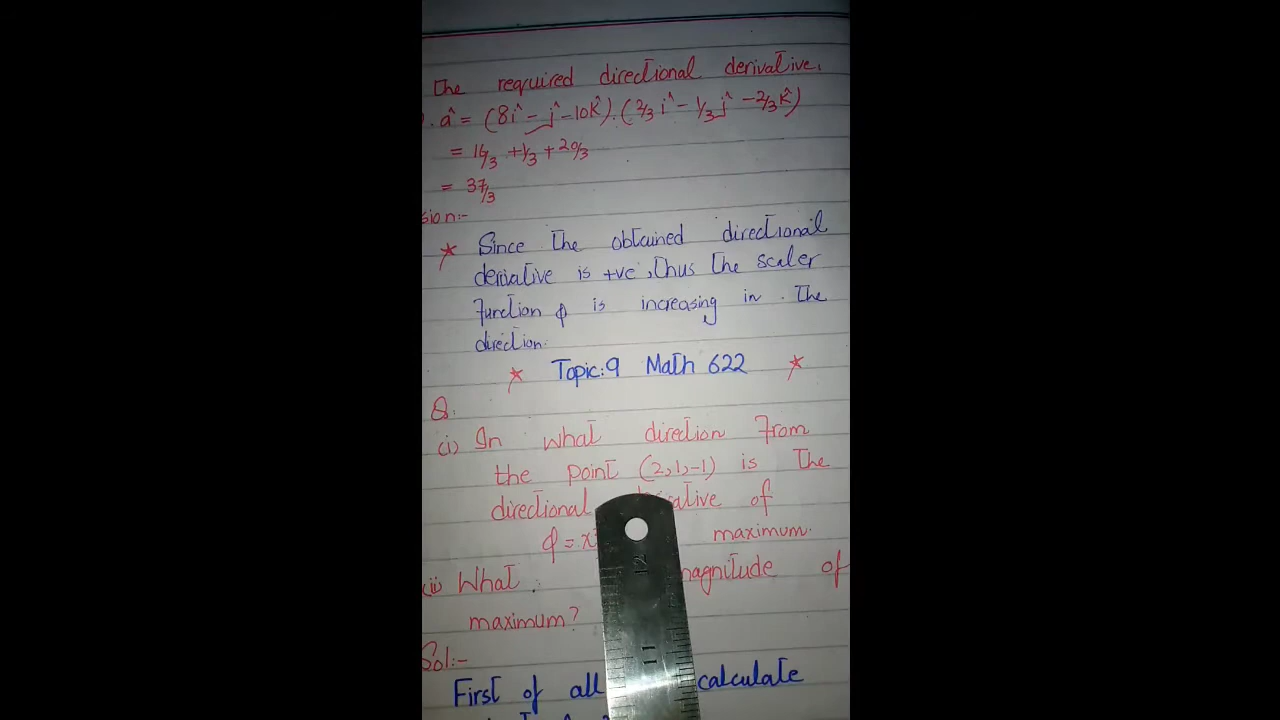 The required directional derivative.
. â = (8î - ĵ - 10k̂).(2/3 î - 1/3 ĵ - 2/3 k̂)
= 16/3 + 1/3 + 20/3
= 37/3
sion:-
* Since the obtained directional
derivative is +ve, Thus the scaler
function ϕ is increasing in the
direction.
* Topic:9 Math 622 *
Q.
(i) In what direction from
the point (2,1,-1) is the
directional of
ϕ = x maximum.
(ii) What magnitude of
maximum?
Sol:-
First of all calculate
12
11